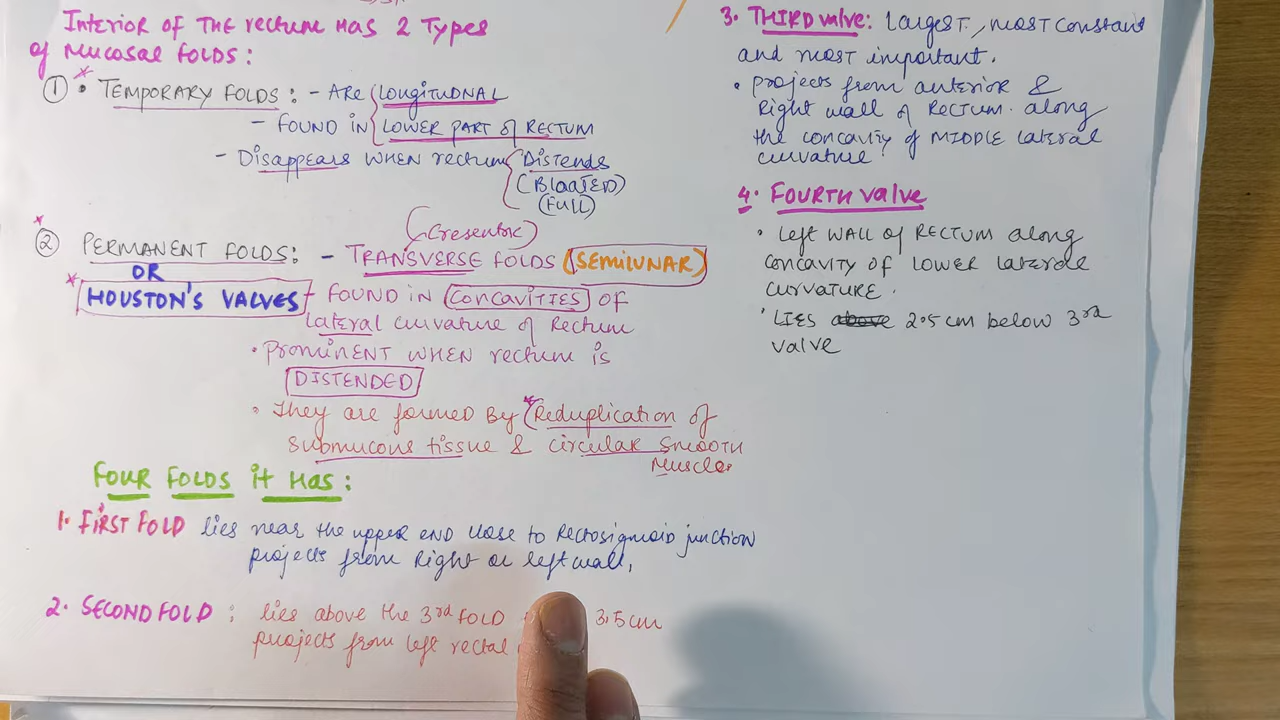 Interior of THE rectum Has 2 Types
of Mucosal FOLDS:
① * • TEMPORARY FOLDS: - ARE LONGITUDNAL
- FOUND IN LOWER PART OF RECTUM
- Disappears WHEN rectum Distends
(BLOATED)
(FULL)
(Cresentric)
* ② PERMANENT FOLDS: - TRANSVERSE FOLDS (SEMILUNAR)
OR
* HOUSTON'S VALVES - FOUND IN CONCAVITIES OF
lateral curvature of Rectum
• Prominent WHEN rectum is
DISTENDED
• They are formed By * Reduplication of
submucous tissue & circular smooth
Muscle.
FOUR FOLDS it Has:
1. FIRST FOLD lies near the upper end close to Rectosigmoid junction
projects from Right or left wall,
2. SECOND FOLD: lies above the 3rd FOLD 3.5cm
projects from left rectal
3. THIRD valve: Largest, most constant
and most important.
• projects from anterior &
Right wall of Rectum. along
the concavity of MIDDLE lateral
curvature.
4. FOURTH valve
• left WALL of RECTUM along
concavity of lower laterale
curvature.
• LIES above 2.5 cm below 3rd
valve